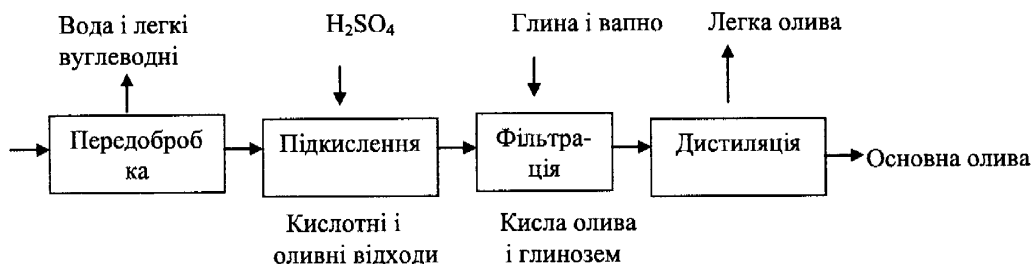 Вода і легкі
вуглеводні
H₂SO₄
Глина і вапно
Легка олива
Передоброб
ка
Підкислення
Фільтра-
ція
Дистиляція
Основна олива
Кислотні і
оливні відходи
Кисла олива
і глинозем